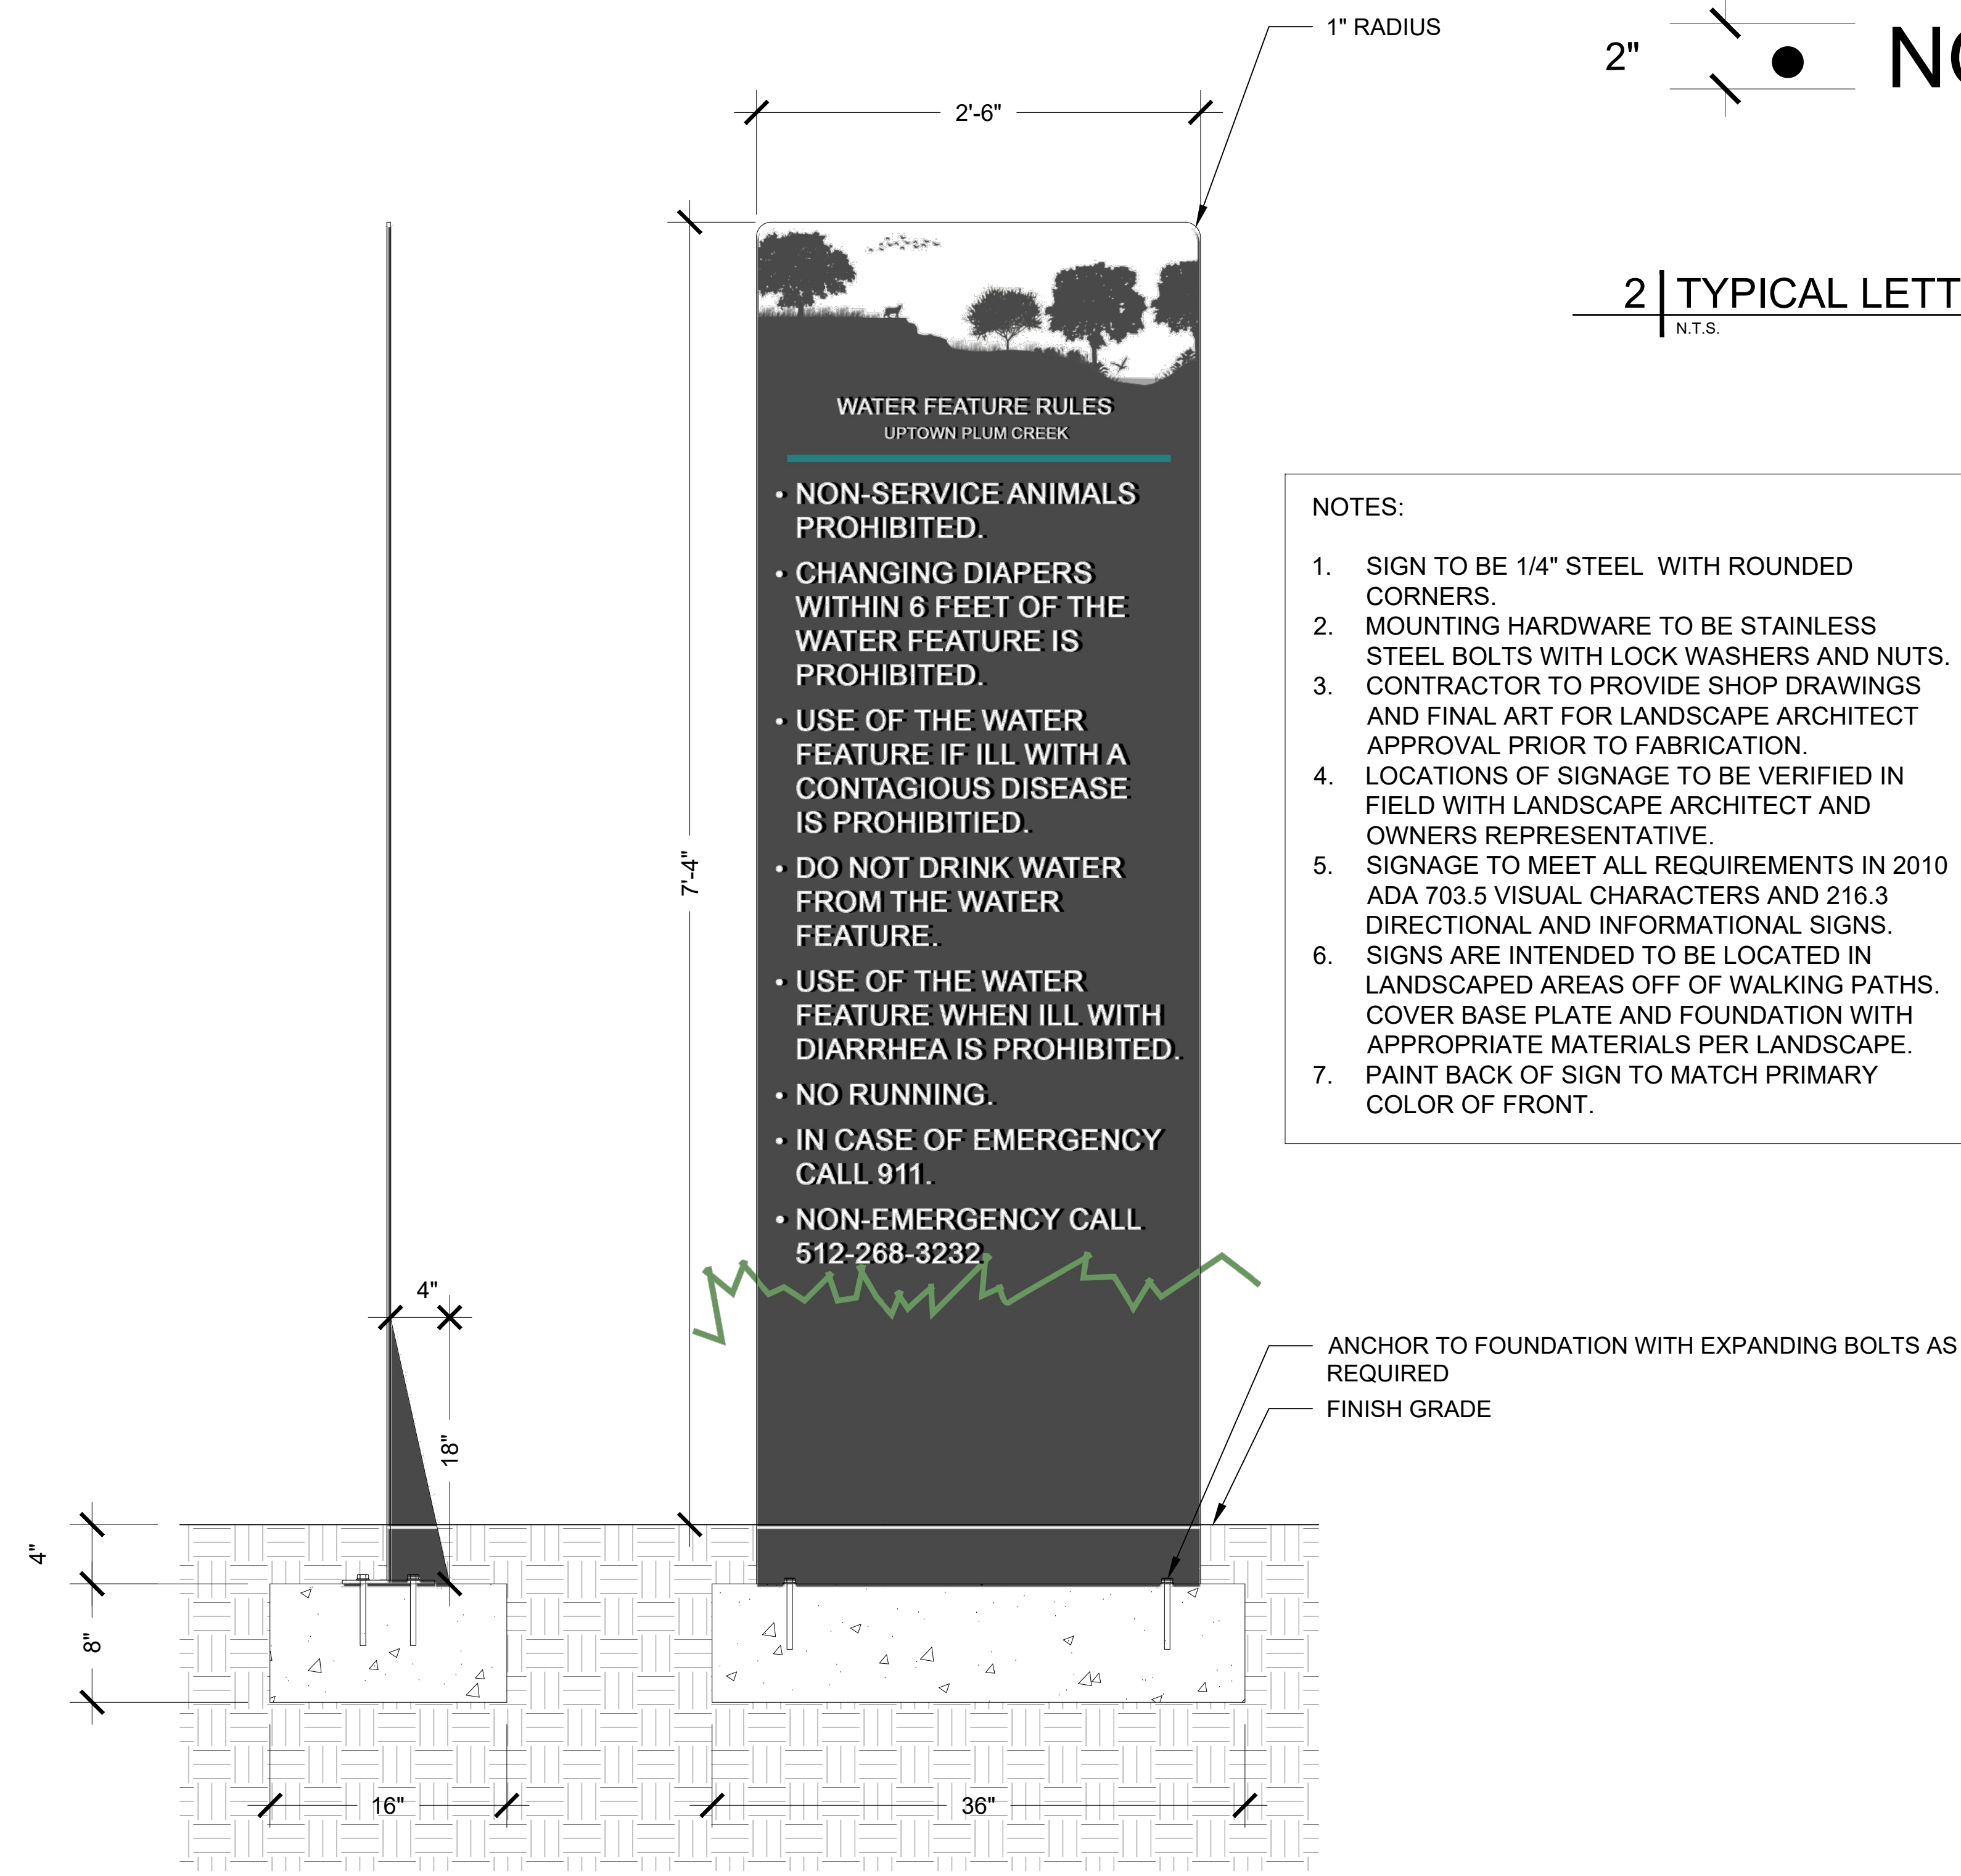 1" RADIUS
2"
● NO
2'-6"
2 TYPICAL LETT
N.T.S.
WATER FEATURE RULES
UPTOWN PLUM CREEK
• NON-SERVICE ANIMALS
PROHIBITED.
• CHANGING DIAPERS
WITHIN 6 FEET OF THE
WATER FEATURE IS
PROHIBITED.
• USE OF THE WATER
FEATURE IF ILL WITH A
CONTAGIOUS DISEASE
IS PROHIBITIED.
• DO NOT DRINK WATER
FROM THE WATER
FEATURE.
• USE OF THE WATER
FEATURE WHEN ILL WITH
DIARRHEA IS PROHIBITED.
• NO RUNNING.
• IN CASE OF EMERGENCY
CALL 911.
• NON-EMERGENCY CALL
512-268-3232
7'-4"
NOTES:
1. SIGN TO BE 1/4" STEEL WITH ROUNDED
CORNERS.
2. MOUNTING HARDWARE TO BE STAINLESS
STEEL BOLTS WITH LOCK WASHERS AND NUTS.
3. CONTRACTOR TO PROVIDE SHOP DRAWINGS
AND FINAL ART FOR LANDSCAPE ARCHITECT
APPROVAL PRIOR TO FABRICATION.
4. LOCATIONS OF SIGNAGE TO BE VERIFIED IN
FIELD WITH LANDSCAPE ARCHITECT AND
OWNERS REPRESENTATIVE.
5. SIGNAGE TO MEET ALL REQUIREMENTS IN 2010
ADA 703.5 VISUAL CHARACTERS AND 216.3
DIRECTIONAL AND INFORMATIONAL SIGNS.
6. SIGNS ARE INTENDED TO BE LOCATED IN
LANDSCAPED AREAS OFF OF WALKING PATHS.
COVER BASE PLATE AND FOUNDATION WITH
APPROPRIATE MATERIALS PER LANDSCAPE.
7. PAINT BACK OF SIGN TO MATCH PRIMARY
COLOR OF FRONT.
4"
18"
ANCHOR TO FOUNDATION WITH EXPANDING BOLTS AS
REQUIRED
FINISH GRADE
4"
8"
16"
36"